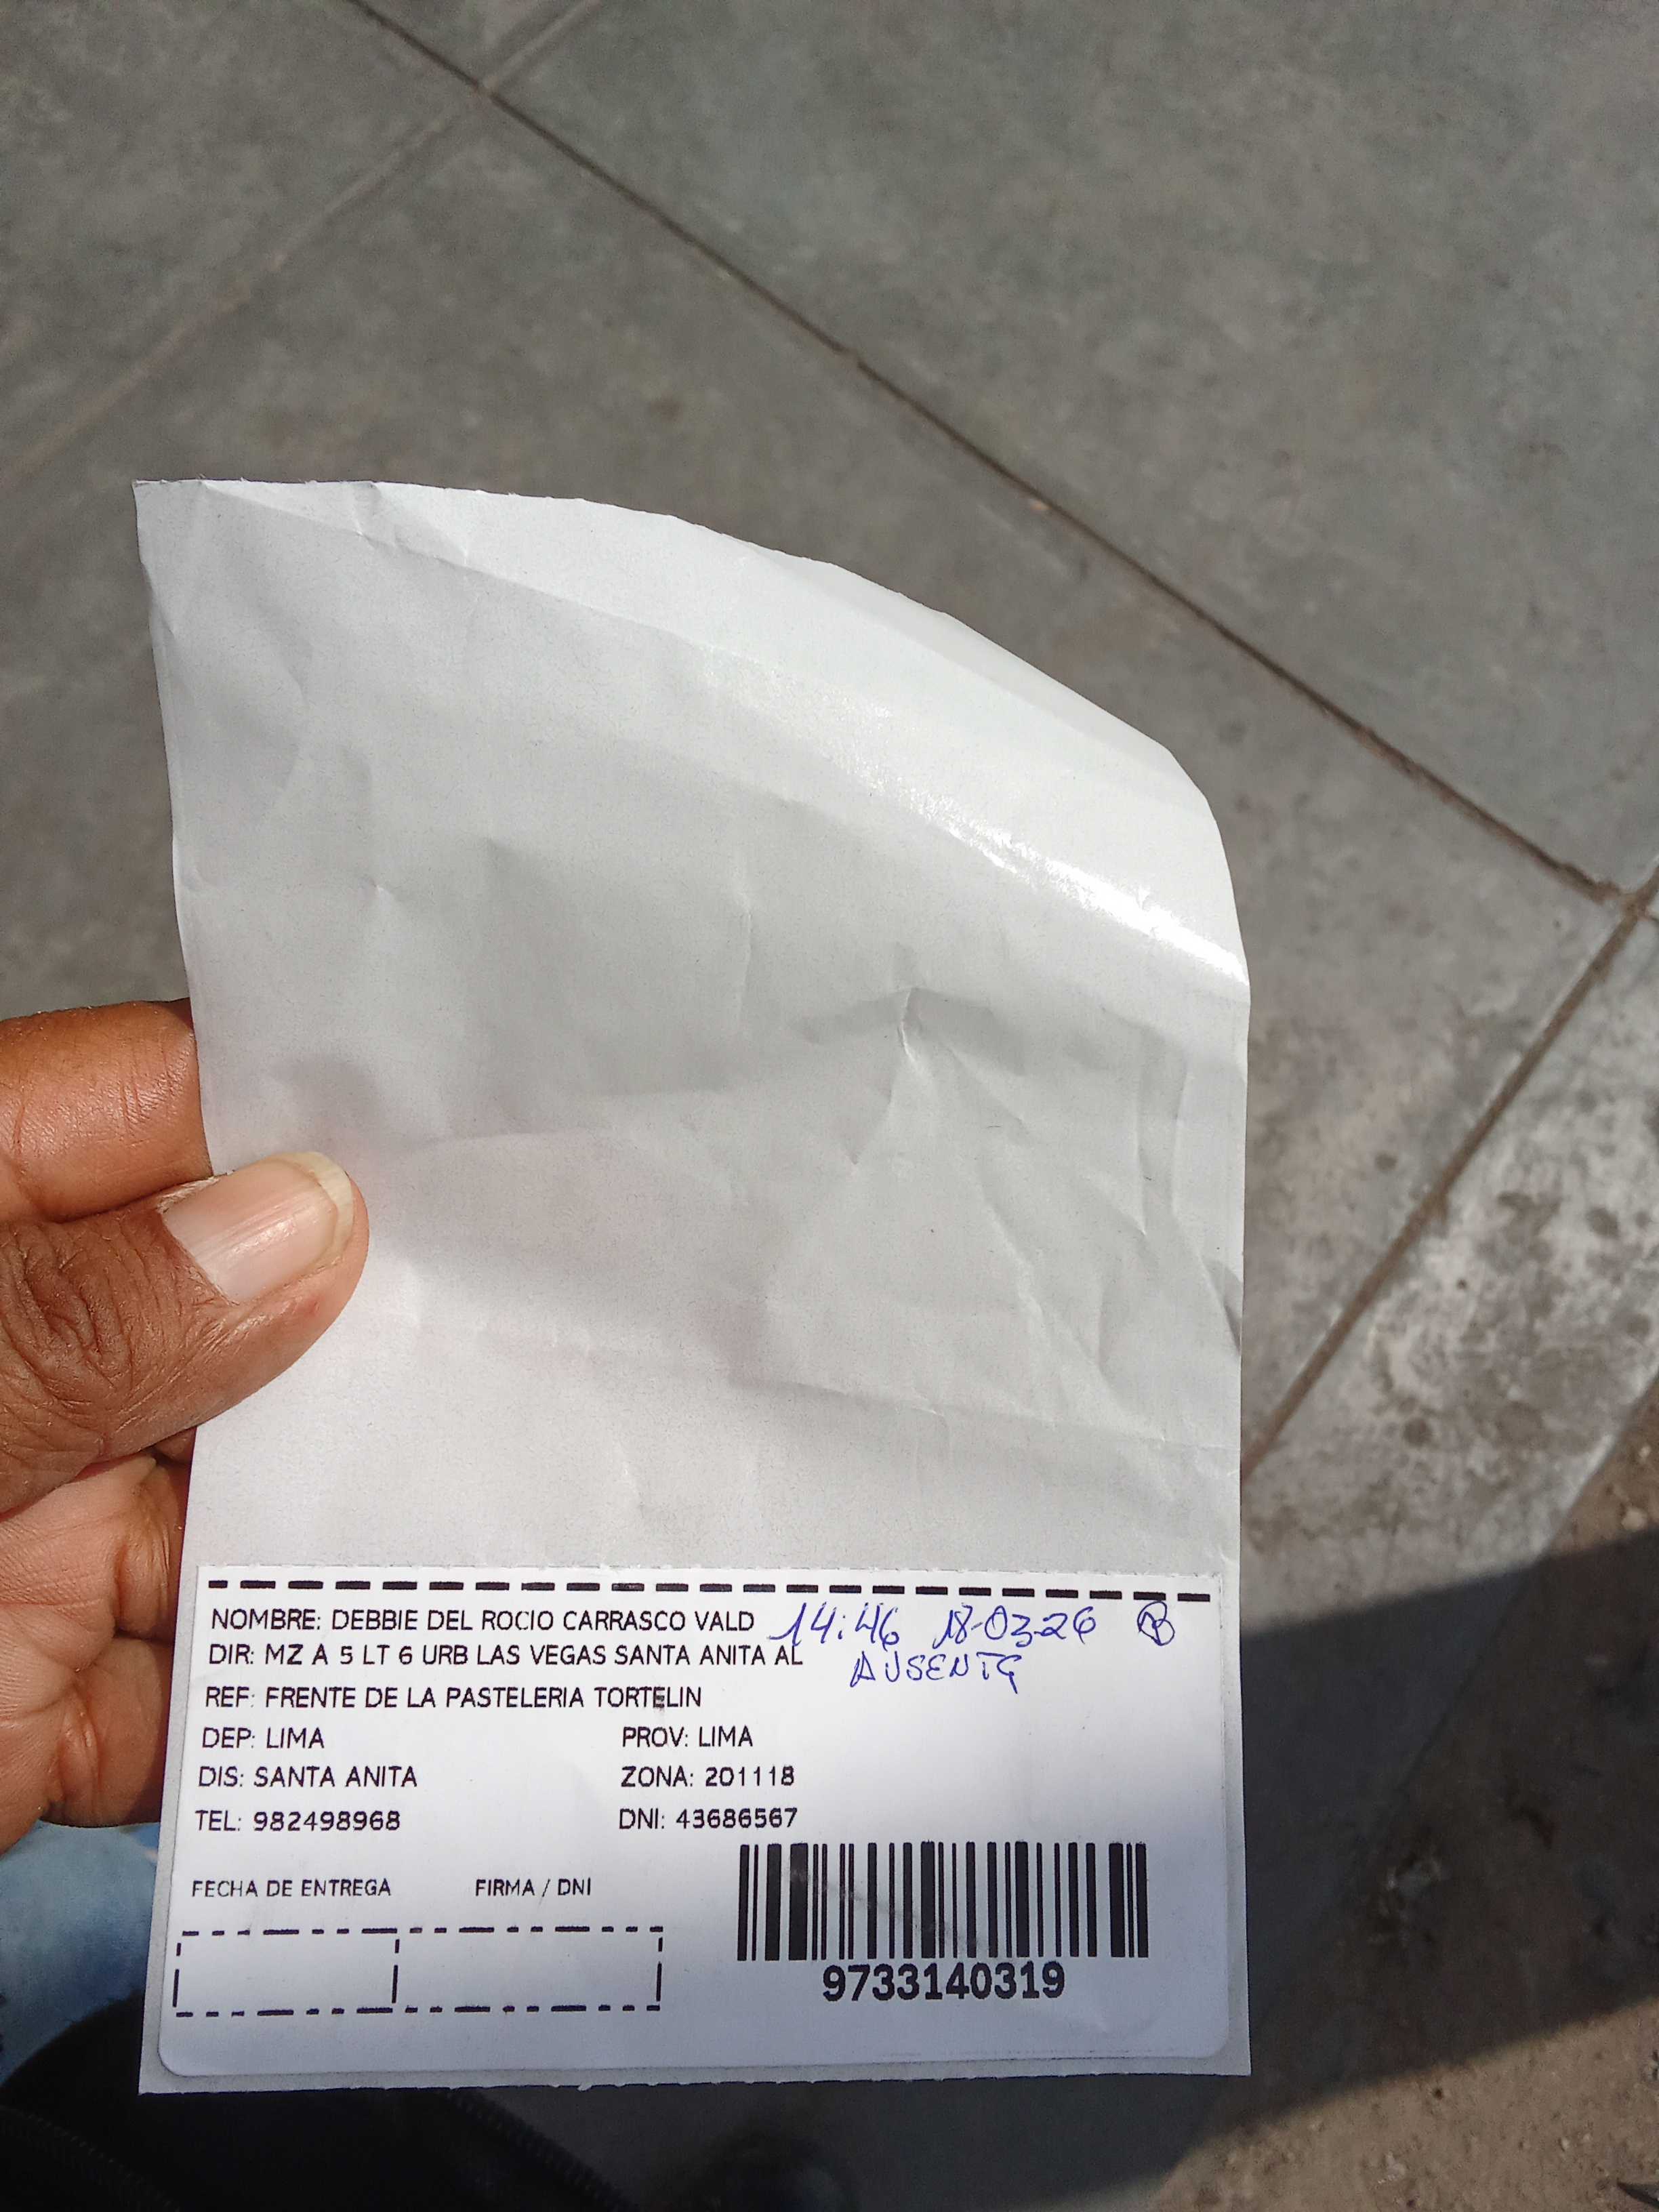 NOMBRE: DEBBIE DEL ROCIO CARRASCO VALD 14:46 18-03-26
DIR: MZ A 5 LT 6 URB LAS VEGAS SANTA ANITA AL AUSENTE
REF: FRENTE DE LA PASTELERIA TORTELIN
DEP: LIMA PROV: LIMA
DIS: SANTA ANITA ZONA: 201118
TEL: 982498968 DNI: 43686567
FECHA DE ENTREGA FIRMA / DNI
9733140319